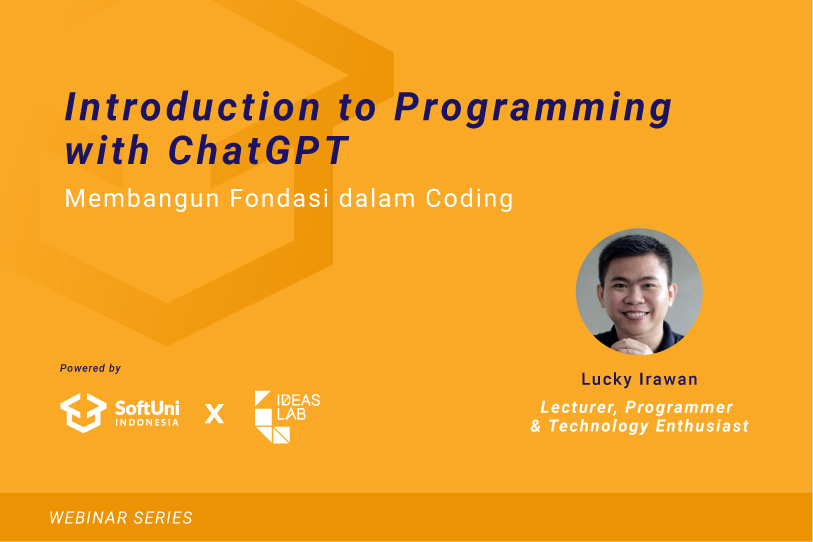 Introduction to Programming
with ChatGPT
Membangun Fondasi dalam Coding
Lucky Irawan
Lecturer, Programmer
& Technology Enthusiast
Powered by
SoftUni
INDONESIA
X
IDEAS
LAB
WEBINAR SERIES